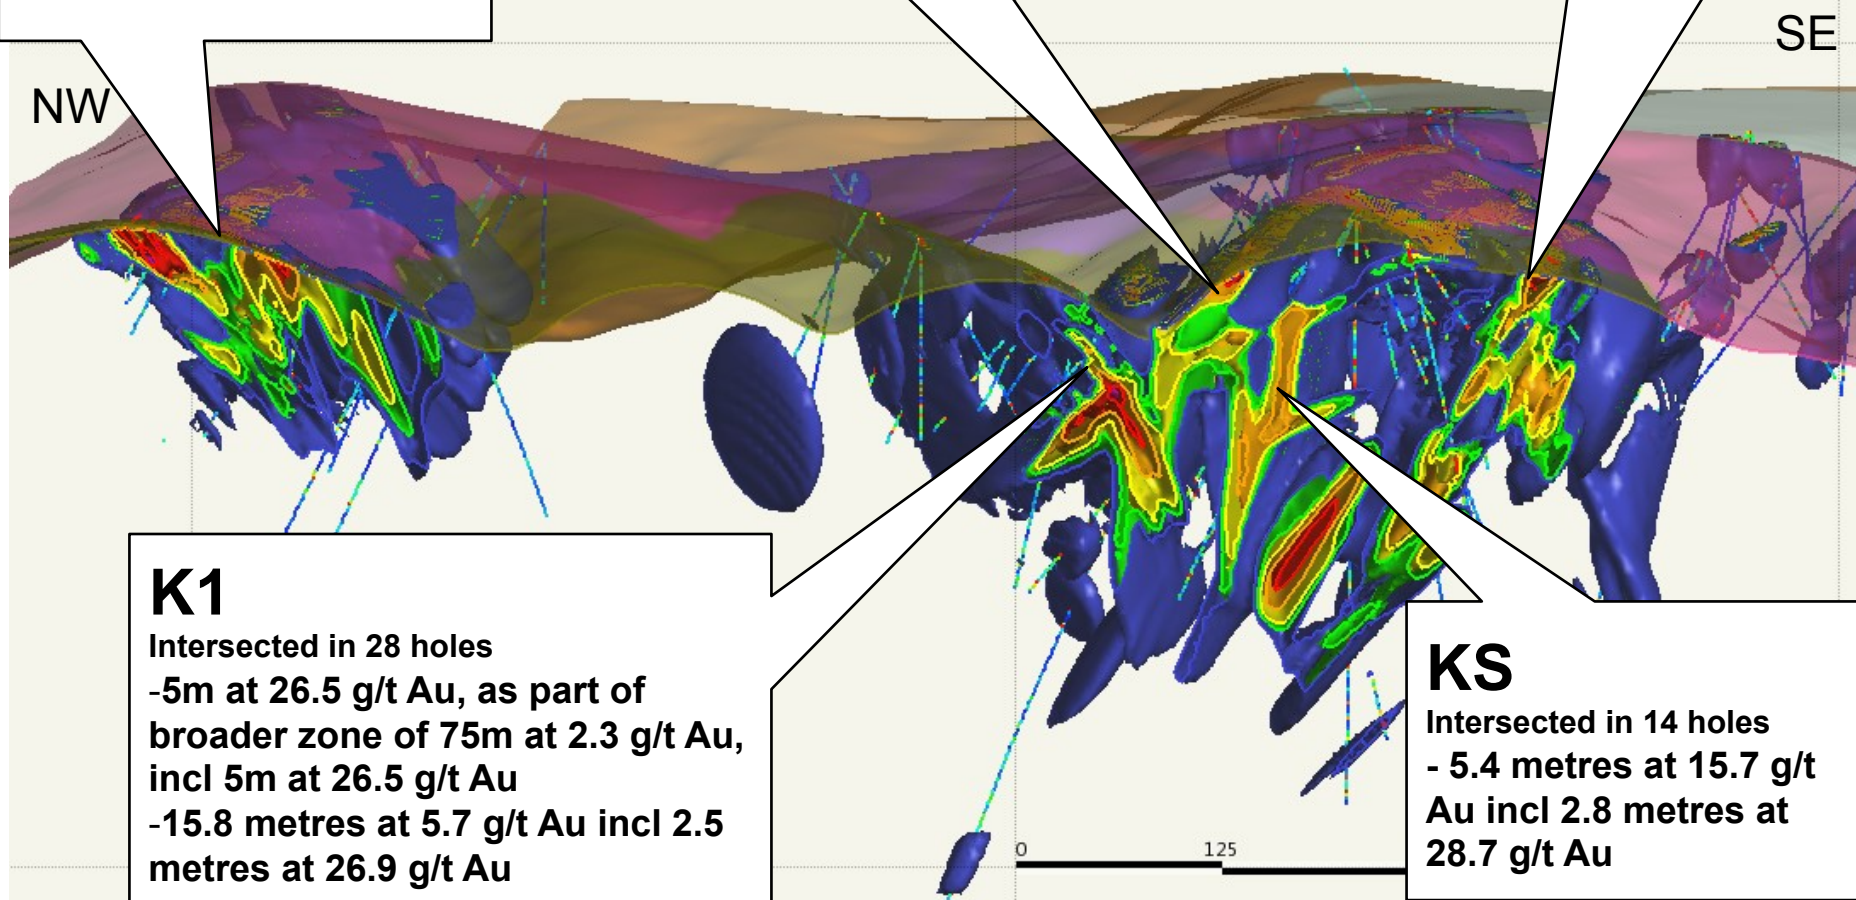 SE
NW
K1
Intersected in 28 holes
-5m at 26.5 g/t Au, as part of
broader zone of 75m at 2.3 g/t Au,
incl 5m at 26.5 g/t Au
-15.8 metres at 5.7 g/t Au incl 2.5
metres at 26.9 g/t Au
KS
Intersected in 14 holes
- 5.4 metres at 15.7 g/t
Au incl 2.8 metres at
28.7 g/t Au
0 125